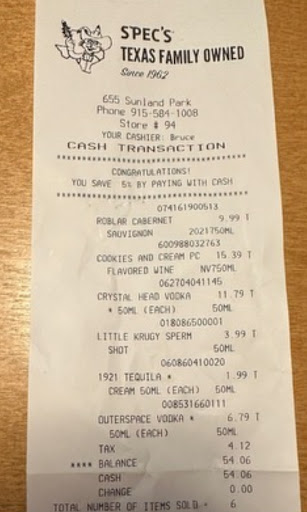 SPEC'S
TEXAS FAMILY OWNED
Since 1962
655 Sunland Park
Phone 915-584-1008
Store # 94
YOUR CASHIER: Bruce
CASH TRANSACTION
CONGRATULATIONS!
YOU SAVE 5% BY PAYING WITH CASH
074161900513
ROBLAR CABERNET 9.99 T
SAUVIGNON 2021750ML
600988032763
COOKIES AND CREAM PC 15.39 T
FLAVORED WINE NV750ML
062704041145
CRYSTAL HEAD VODKA 11.79 T
* 50ML (EACH) 50ML
018086500001
LITTLE KRUGY SPERM 3.99 T
SHOT 50ML
060860410020
1921 TEQUILA * 1.99 T
CREAM 50ML (EACH) 50ML
008531660111
OUTERSPACE VODKA * 6.79 T
50ML (EACH) 50ML
TAX 4.12
**** BALANCE 54.06
CASH 54.06
CHANGE 0.00
TOTAL NUMBER OF ITEMS SOLD = 6